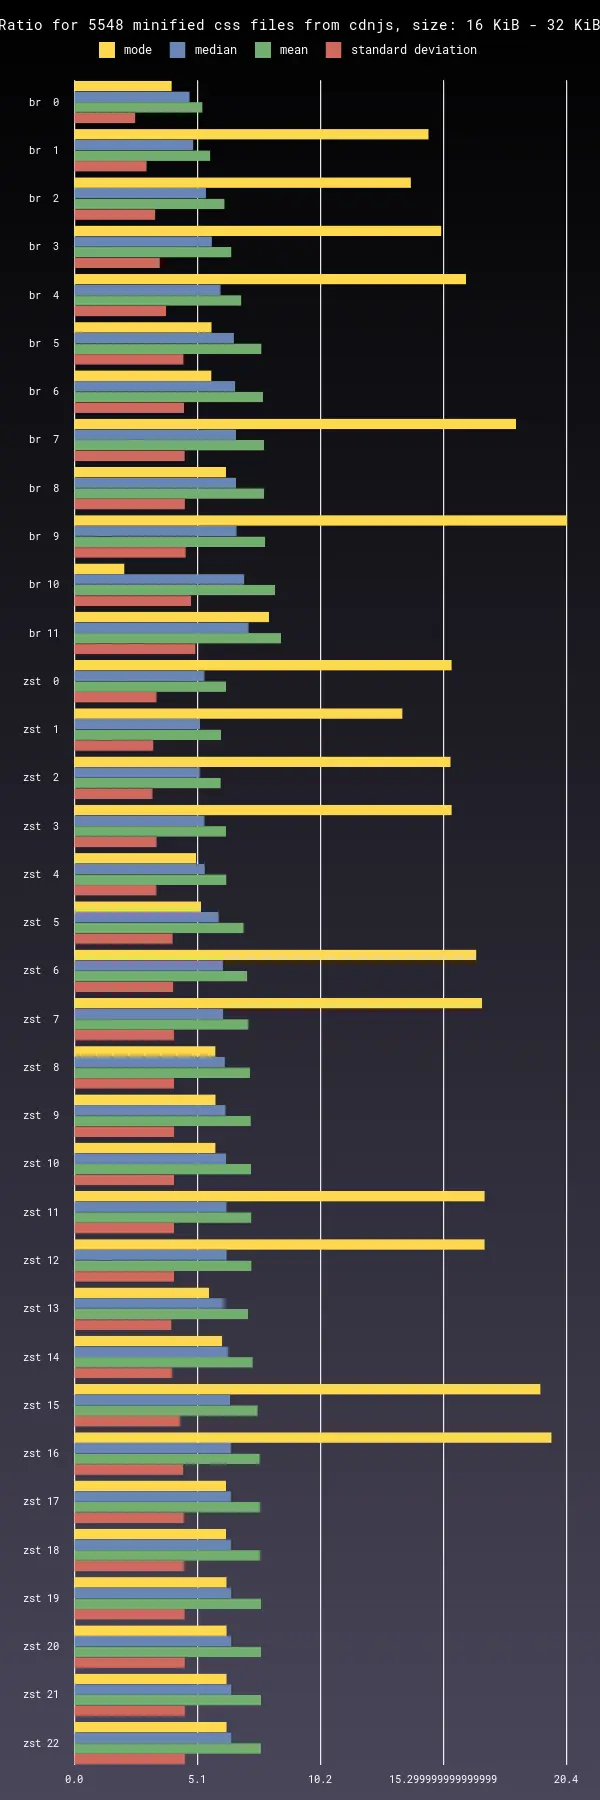 Ratio for 5548 minified css files from cdnjs, size: 16 KiB - 32 KiB
mode median mean standard deviation
br 0
br 1
br 2
br 3
br 4
br 5
br 6
br 7
br 8
br 9
br 10
br 11
zst 0
zst 1
zst 2
zst 3
zst 4
zst 5
zst 6
zst 7
zst 8
zst 9
zst 10
zst 11
zst 12
zst 13
zst 14
zst 15
zst 16
zst 17
zst 18
zst 19
zst 20
zst 21
zst 22
0.0 5.1 10.2 15.299999999999999 20.4